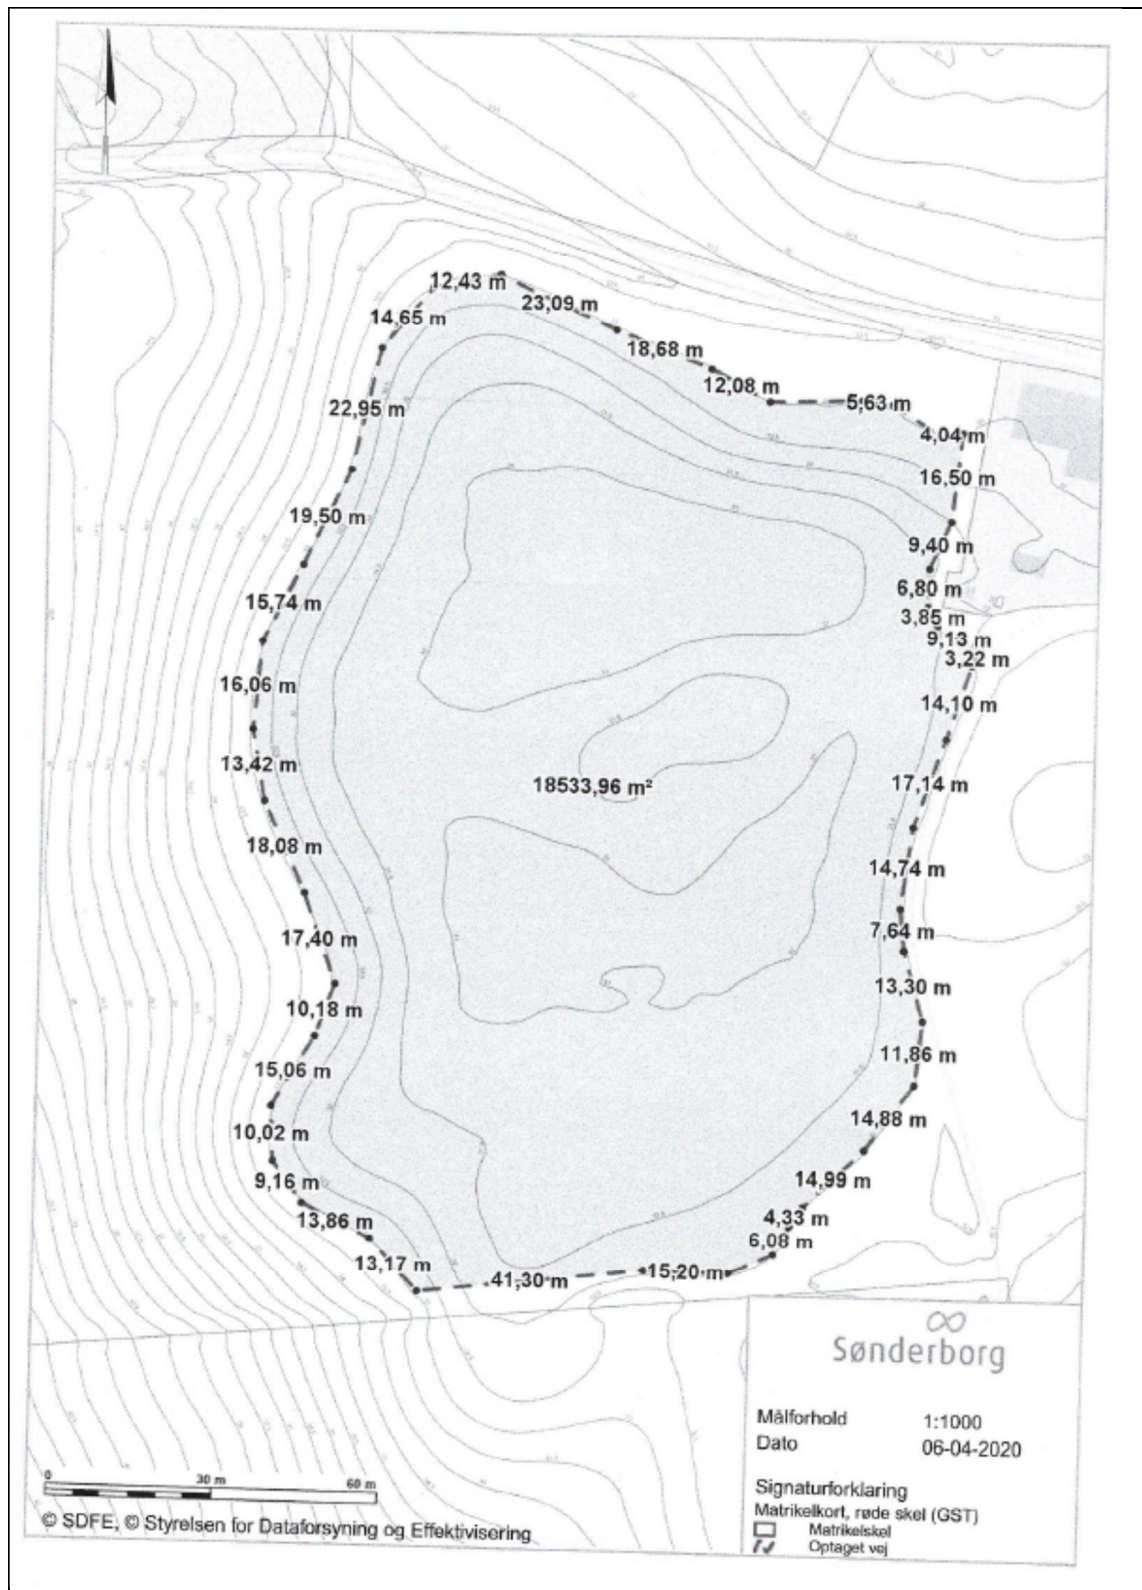 12,43 m
23,09 m
14,65 m
18,68 m
12,08 m
22,95 m
5,63 m
4,04 m
16,50 m
19,50 m
9,40 m
6,80 m
15,74 m
3,85 m
9,13 m
3,22 m
16,06 m
14,10 m
13,42 m
18533,96 m²
17,14 m
18,08 m
14,74 m
7,64 m
17,40 m
13,30 m
10,18 m
11,86 m
15,06 m
14,88 m
10,02 m
9,16 m
14,99 m
13,86 m
4,33 m
6,08 m
13,17 m
41,30 m
15,20 m
Sønderborg
Målforhold 1:1000
Dato 06-04-2020
Signaturforklaring
Matrikelkort, røde skel (GST)
Matrikelskel
Optaget vej
0 30 m 60 m
© SDFE, © Styrelsen for Dataforsyning og Effektivisering